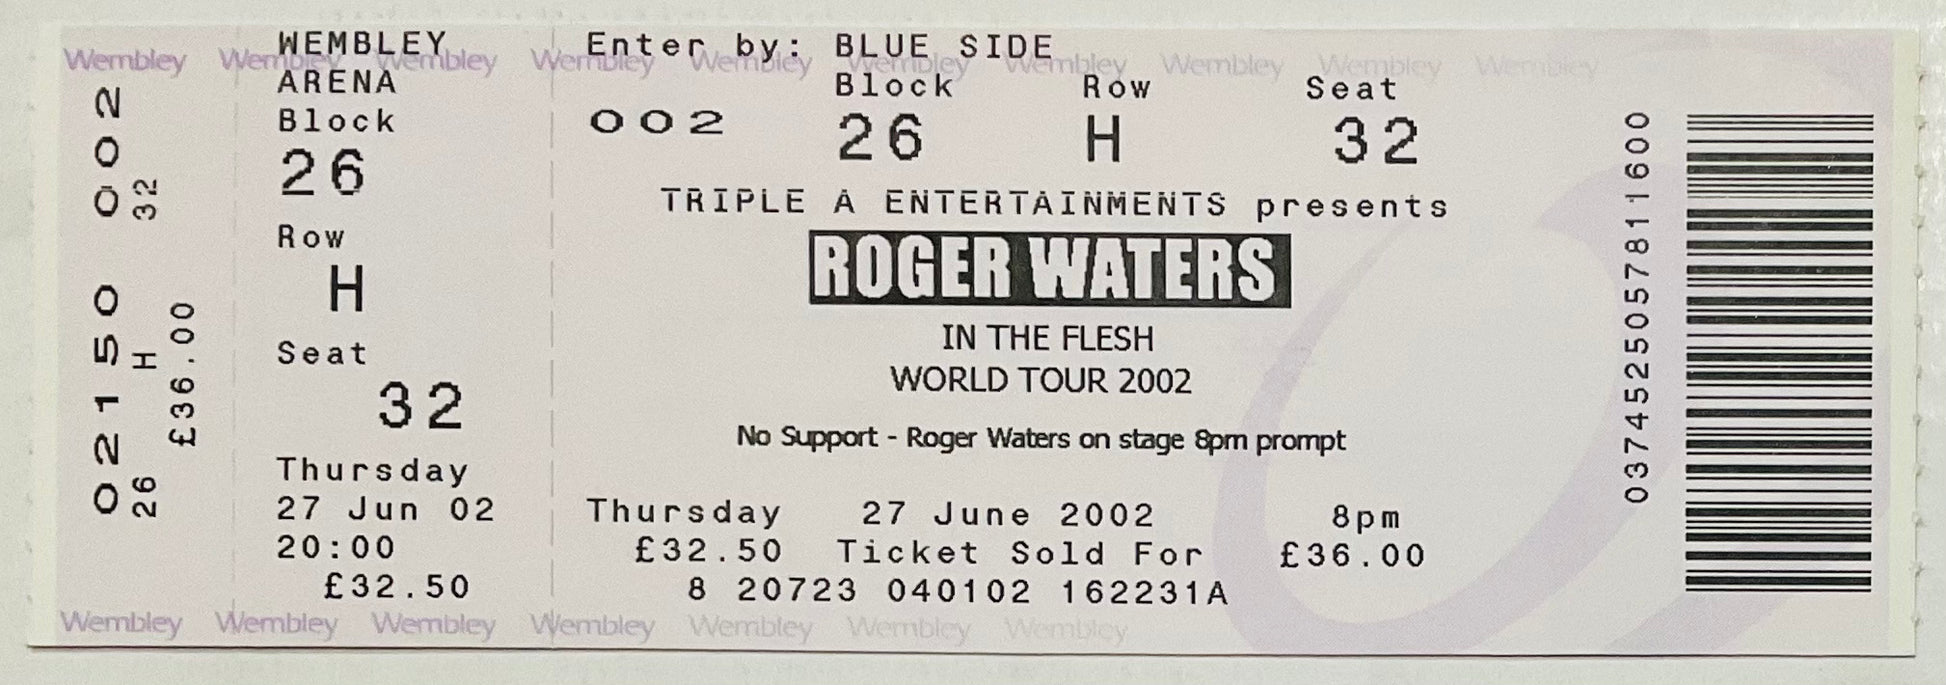 Wembley Wembley Wembley Wembley Wembley Wembley Wembley Wembley Wembley Wembley
02150 002
26 H 32
£36.00
WEMBLEY
ARENA
Block
26
Row
H
Seat
32
Thursday
27 Jun 02
20:00
£32.50
Enter by: BLUE SIDE
Block Row Seat
002 26 H 32
TRIPLE A ENTERTAINMENTS presents
ROGER WATERS
IN THE FLESH
WORLD TOUR 2002
No Support - Roger Waters on stage 8pm prompt
Thursday 27 June 2002 8pm
£32.50 Ticket Sold For £36.00
8 20723 040102 162231A
0374525057811600
Wembley Wembley Wembley Wembley Wembley Wembley Wembley